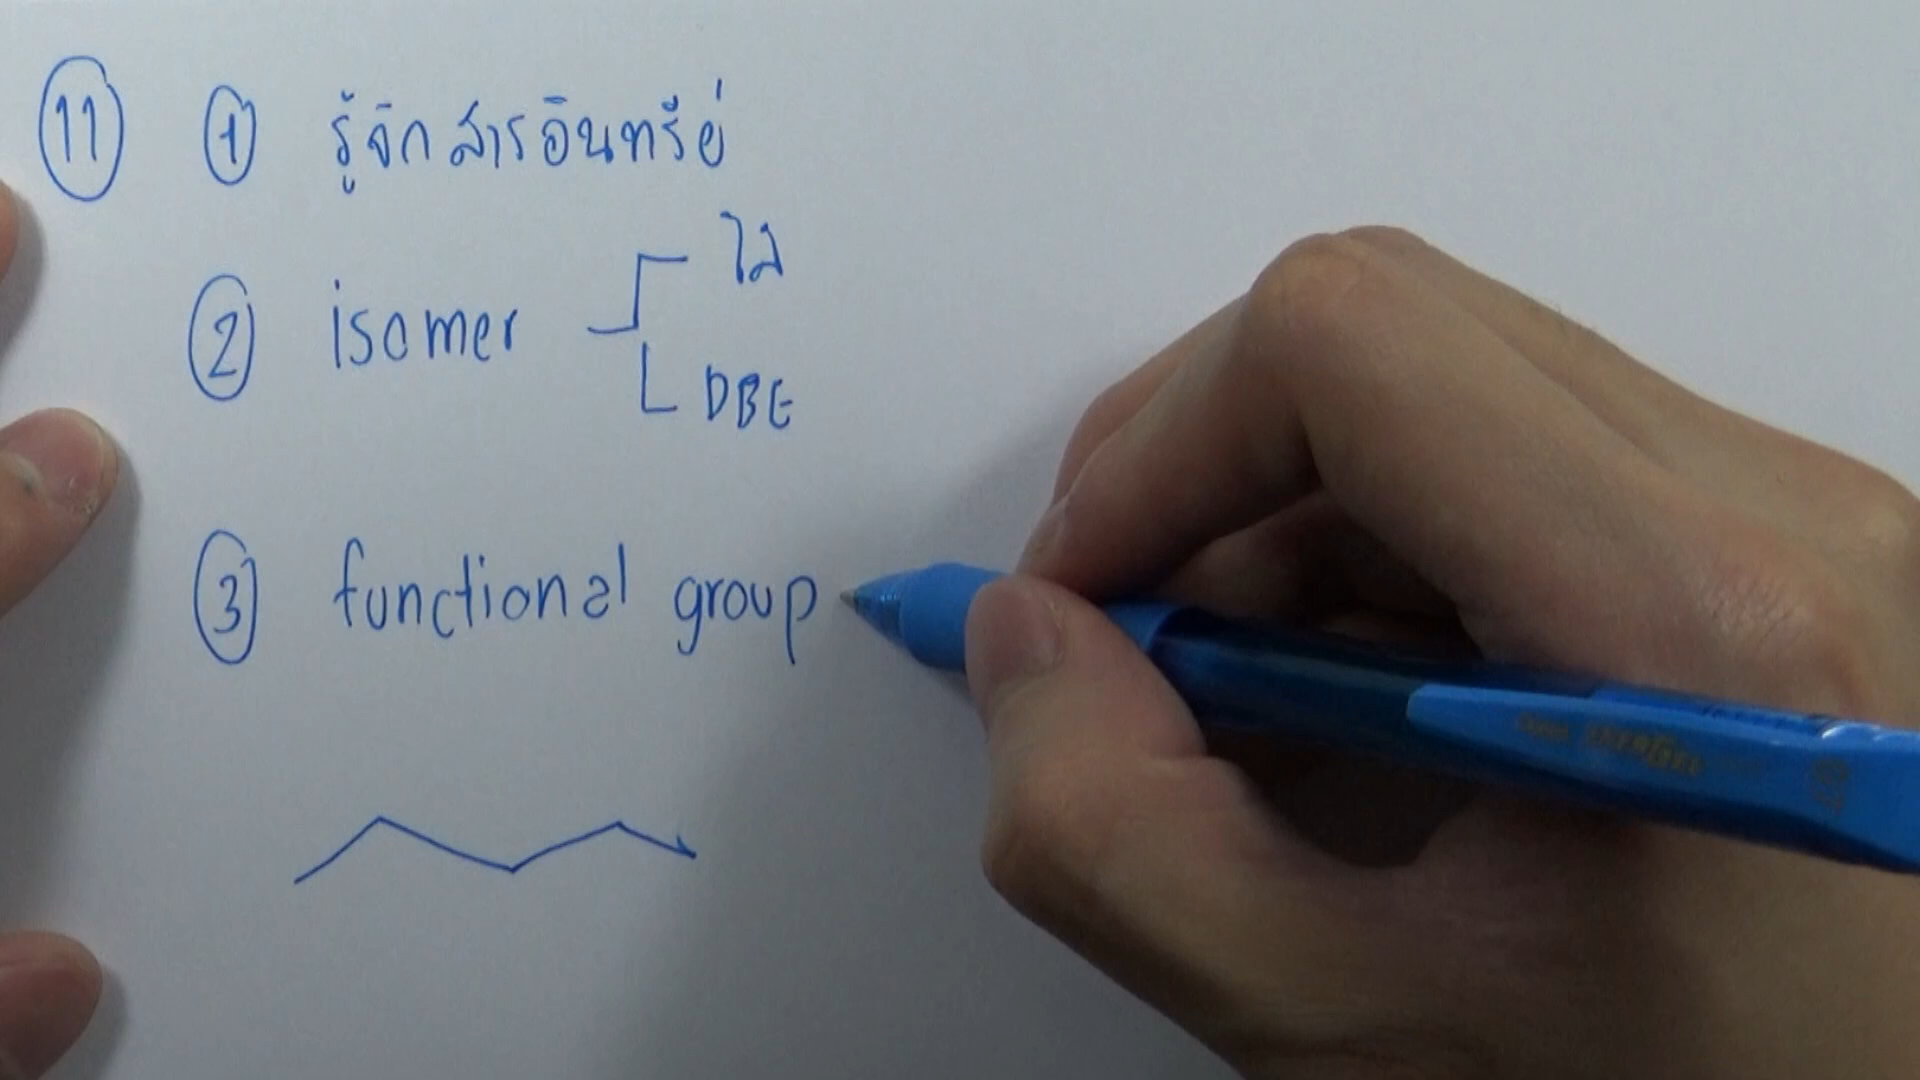 11 1 รู้จักสารอินทรีย์
ไล่
2 isomer
DBE
3 functional group